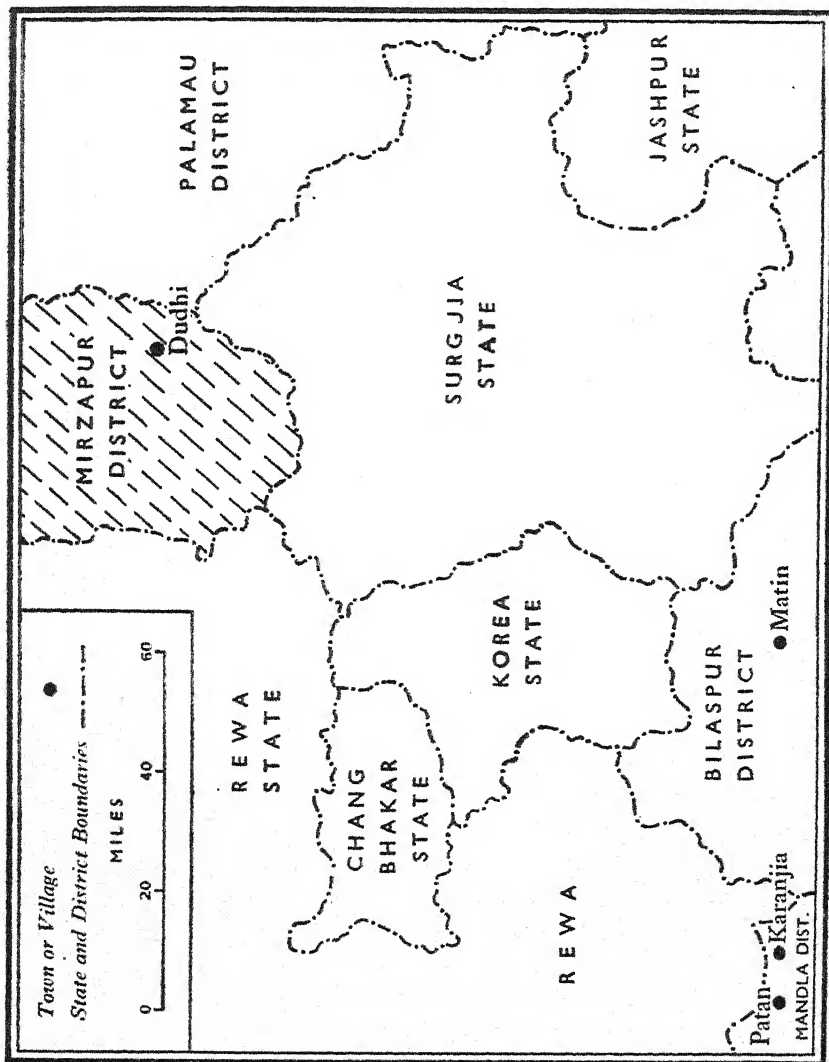 Town or Village
State and District Boundaries
MILES
0 20 40 60
MIRZAPUR
DISTRICT
Dudhi
PALAMAU
DISTRICT
REWA
STATE
CHANG
BHAKAR
STATE
KOREA
STATE
SURGJIA
STATE
JASHPUR
STATE
REWA
BILASPUR
DISTRICT
Matin
Patan
Karanjia
MANDLA DIST.